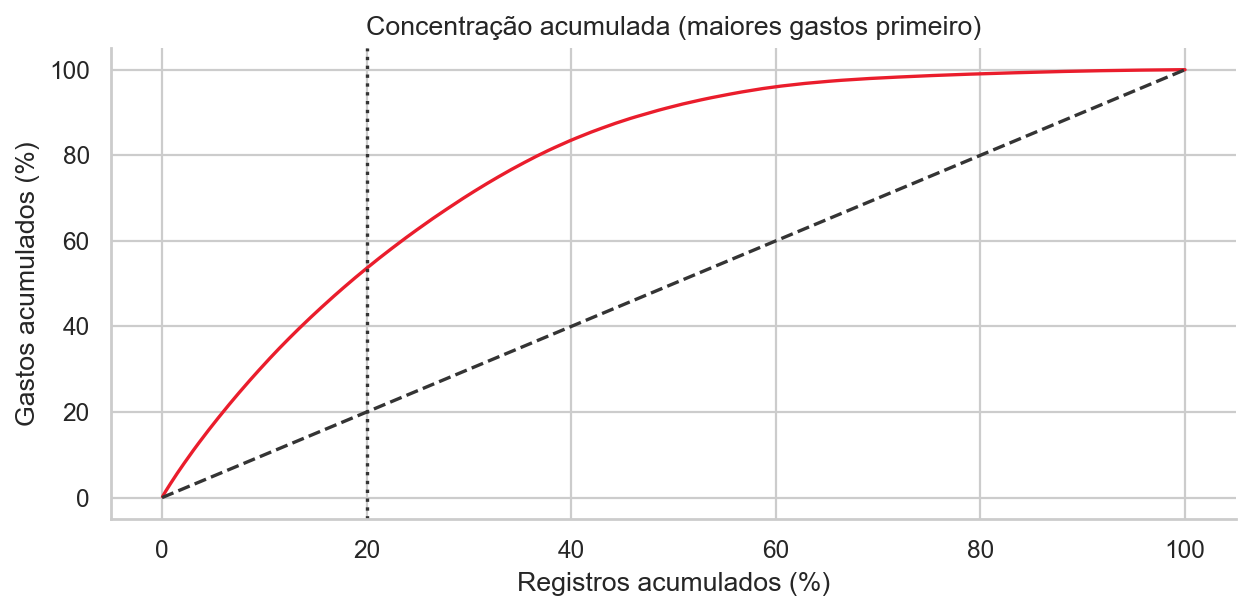 Concentração acumulada (maiores gastos primeiro)
Gastos acumulados (%)
100
80
60
40
20
0
0 20 40 60 80 100
Registros acumulados (%)